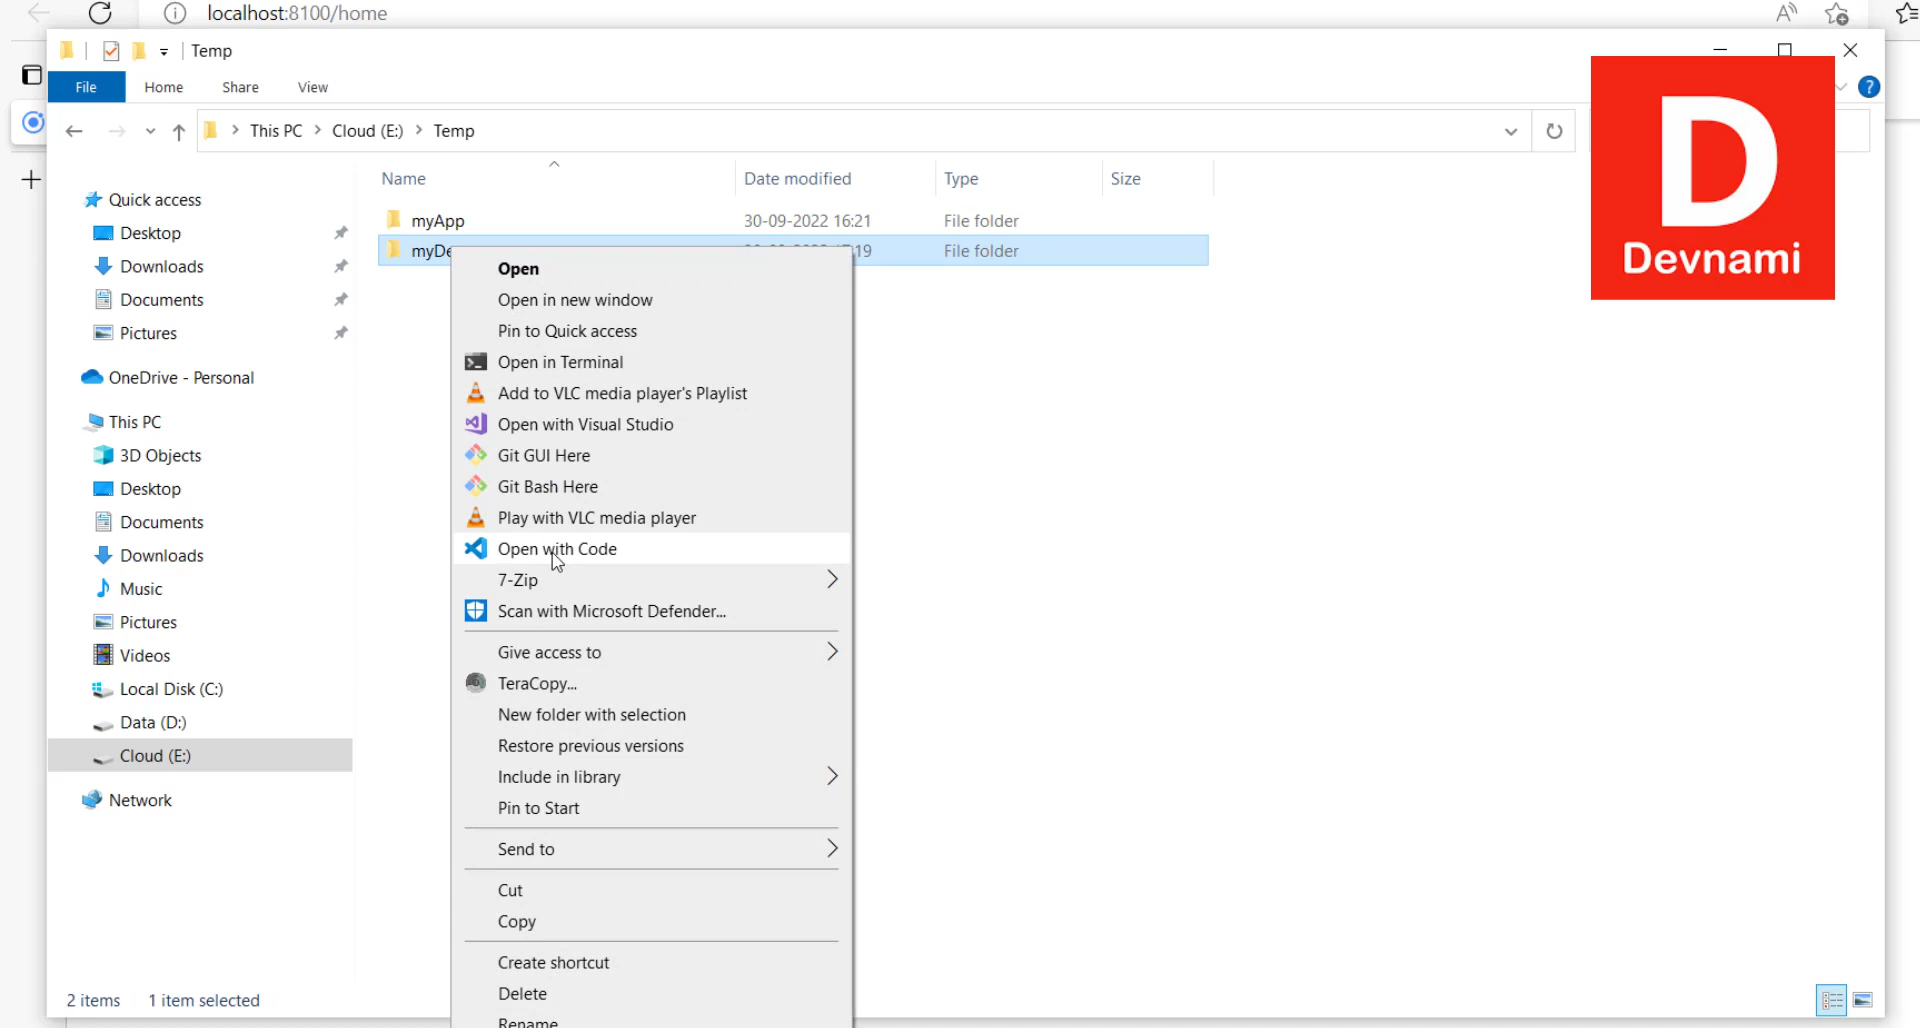 localhost:8100/home
Temp
File Home Share View
This PC Cloud (E:) Temp
Name Date modified Type Size
myApp 30-09-2022 16:21 File folder
File folder
Quick access
Desktop
Downloads
Documents
Pictures
OneDrive - Personal
This PC
3D Objects
Desktop
Documents
Downloads
Music
Pictures
Videos
Local Disk (C:)
Data (D:)
Cloud (E:)
Network
Open
Open in new window
Pin to Quick access
Open in Terminal
Add to VLC media player's Playlist
Open with Visual Studio
Git GUI Here
Git Bash Here
Play with VLC media player
Open with Code
7-Zip
Scan with Microsoft Defender...
Give access to
TeraCopy...
New folder with selection
Restore previous versions
Include in library
Pin to Start
Send to
Cut
Copy
Create shortcut
Delete
Rename
2 items 1 item selected
D
Devnami